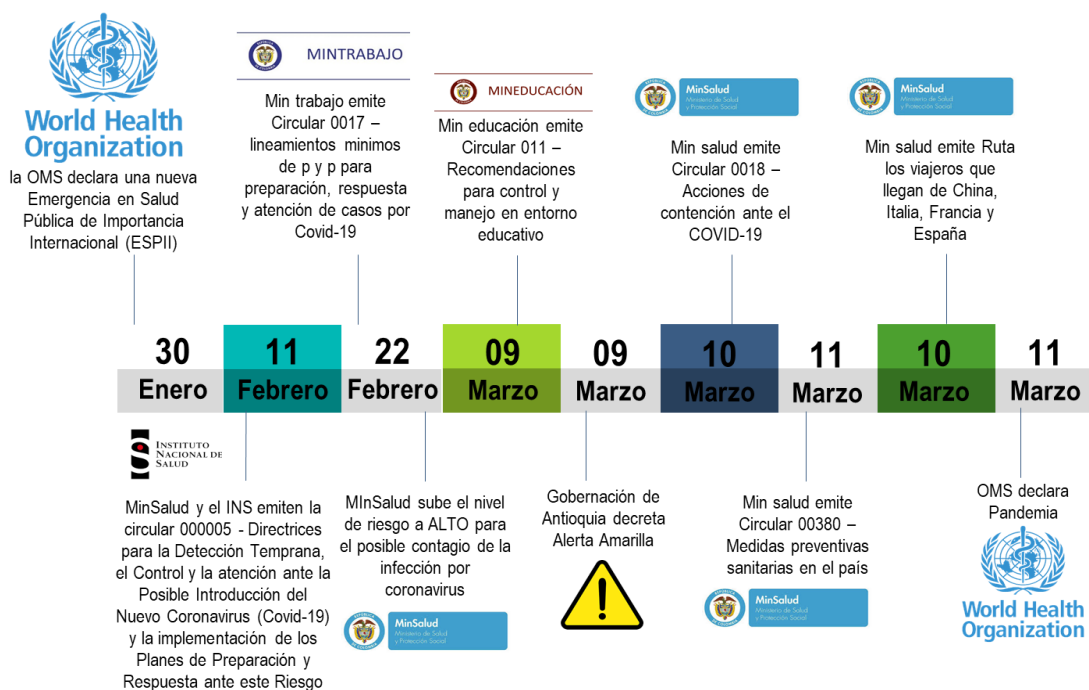 World Health
Organization
la OMS declara una nueva
Emergencia en Salud
Pública de Importancia
Internacional (ESPII)
MINTRABAJO
Min trabajo emite
Circular 0017 –
lineamientos minimos
de p y p para
preparación, respuesta
y atención de casos por
Covid-19
MINEDUCACIÓN
Min educación emite
Circular 011 –
Recomendaciones
para control y
manejo en entorno
educativo
MinSalud
Ministerio de Salud
y Protección Social
Min salud emite
Circular 0018 –
Acciones de
contención ante el
COVID-19
MinSalud
Ministerio de Salud
y Protección Social
Min salud emite Ruta
los viajeros que
llegan de China,
Italia, Francia y
España
30
Enero
11
Febrero
22
Febrero
09
Marzo
09
Marzo
10
Marzo
11
Marzo
10
Marzo
11
Marzo
INSTITUTO
NACIONAL DE
SALUD
MinSalud y el INS emiten la
circular 000005 - Directrices
para la Detección Temprana,
el Control y la atención ante la
Posible Introducción del
Nuevo Coronavirus (Covid-19)
y la implementación de los
Planes de Preparación y
Respuesta ante este Riesgo
MInSalud sube el nivel
de riesgo a ALTO para
el posible contagio de la
infección por
coronavirus
MinSalud
Ministerio de Salud
y Protección Social
Gobernación de
Antioquia decreta
Alerta Amarilla
!
Min salud emite
Circular 00380 –
Medidas preventivas
sanitarias en el país
MinSalud
Ministerio de Salud
y Protección Social
OMS declara
Pandemia
World Health
Organization